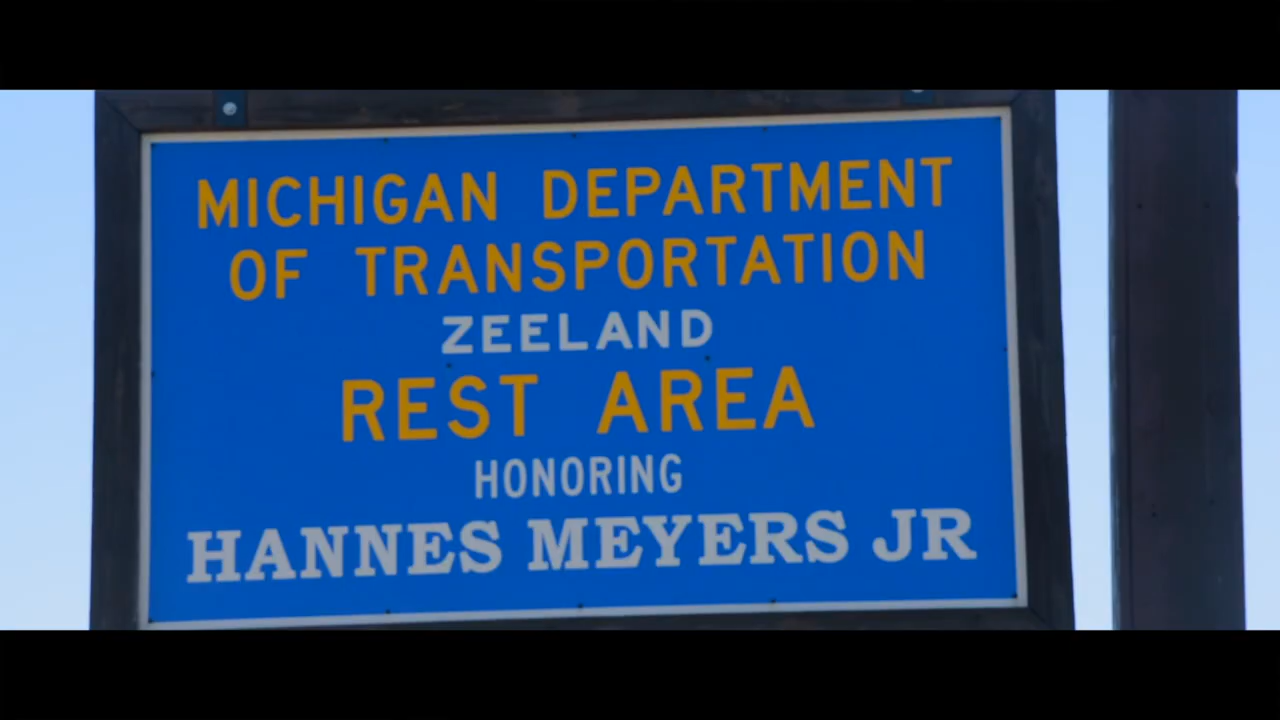 MICHIGAN DEPARTMENT
OF TRANSPORTATION
ZEELAND
REST AREA
HONORING
HANNES MEYERS JR